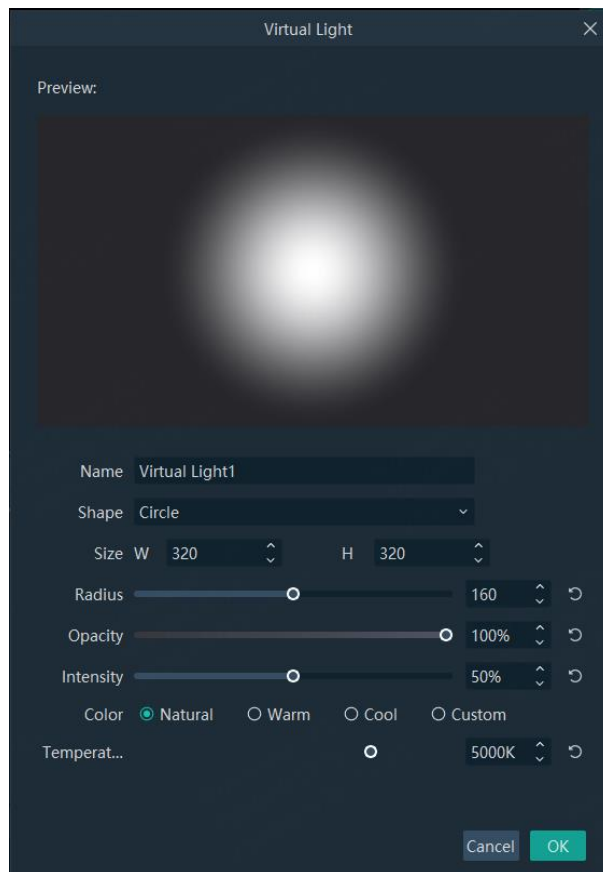 Virtual Light
Preview:
Name Virtual Light1
Shape Circle
Size W 320 H 320
Radius 160
Opacity 100%
Intensity 50%
Color Natural Warm Cool Custom
Temperat... 5000K
Cancel OK